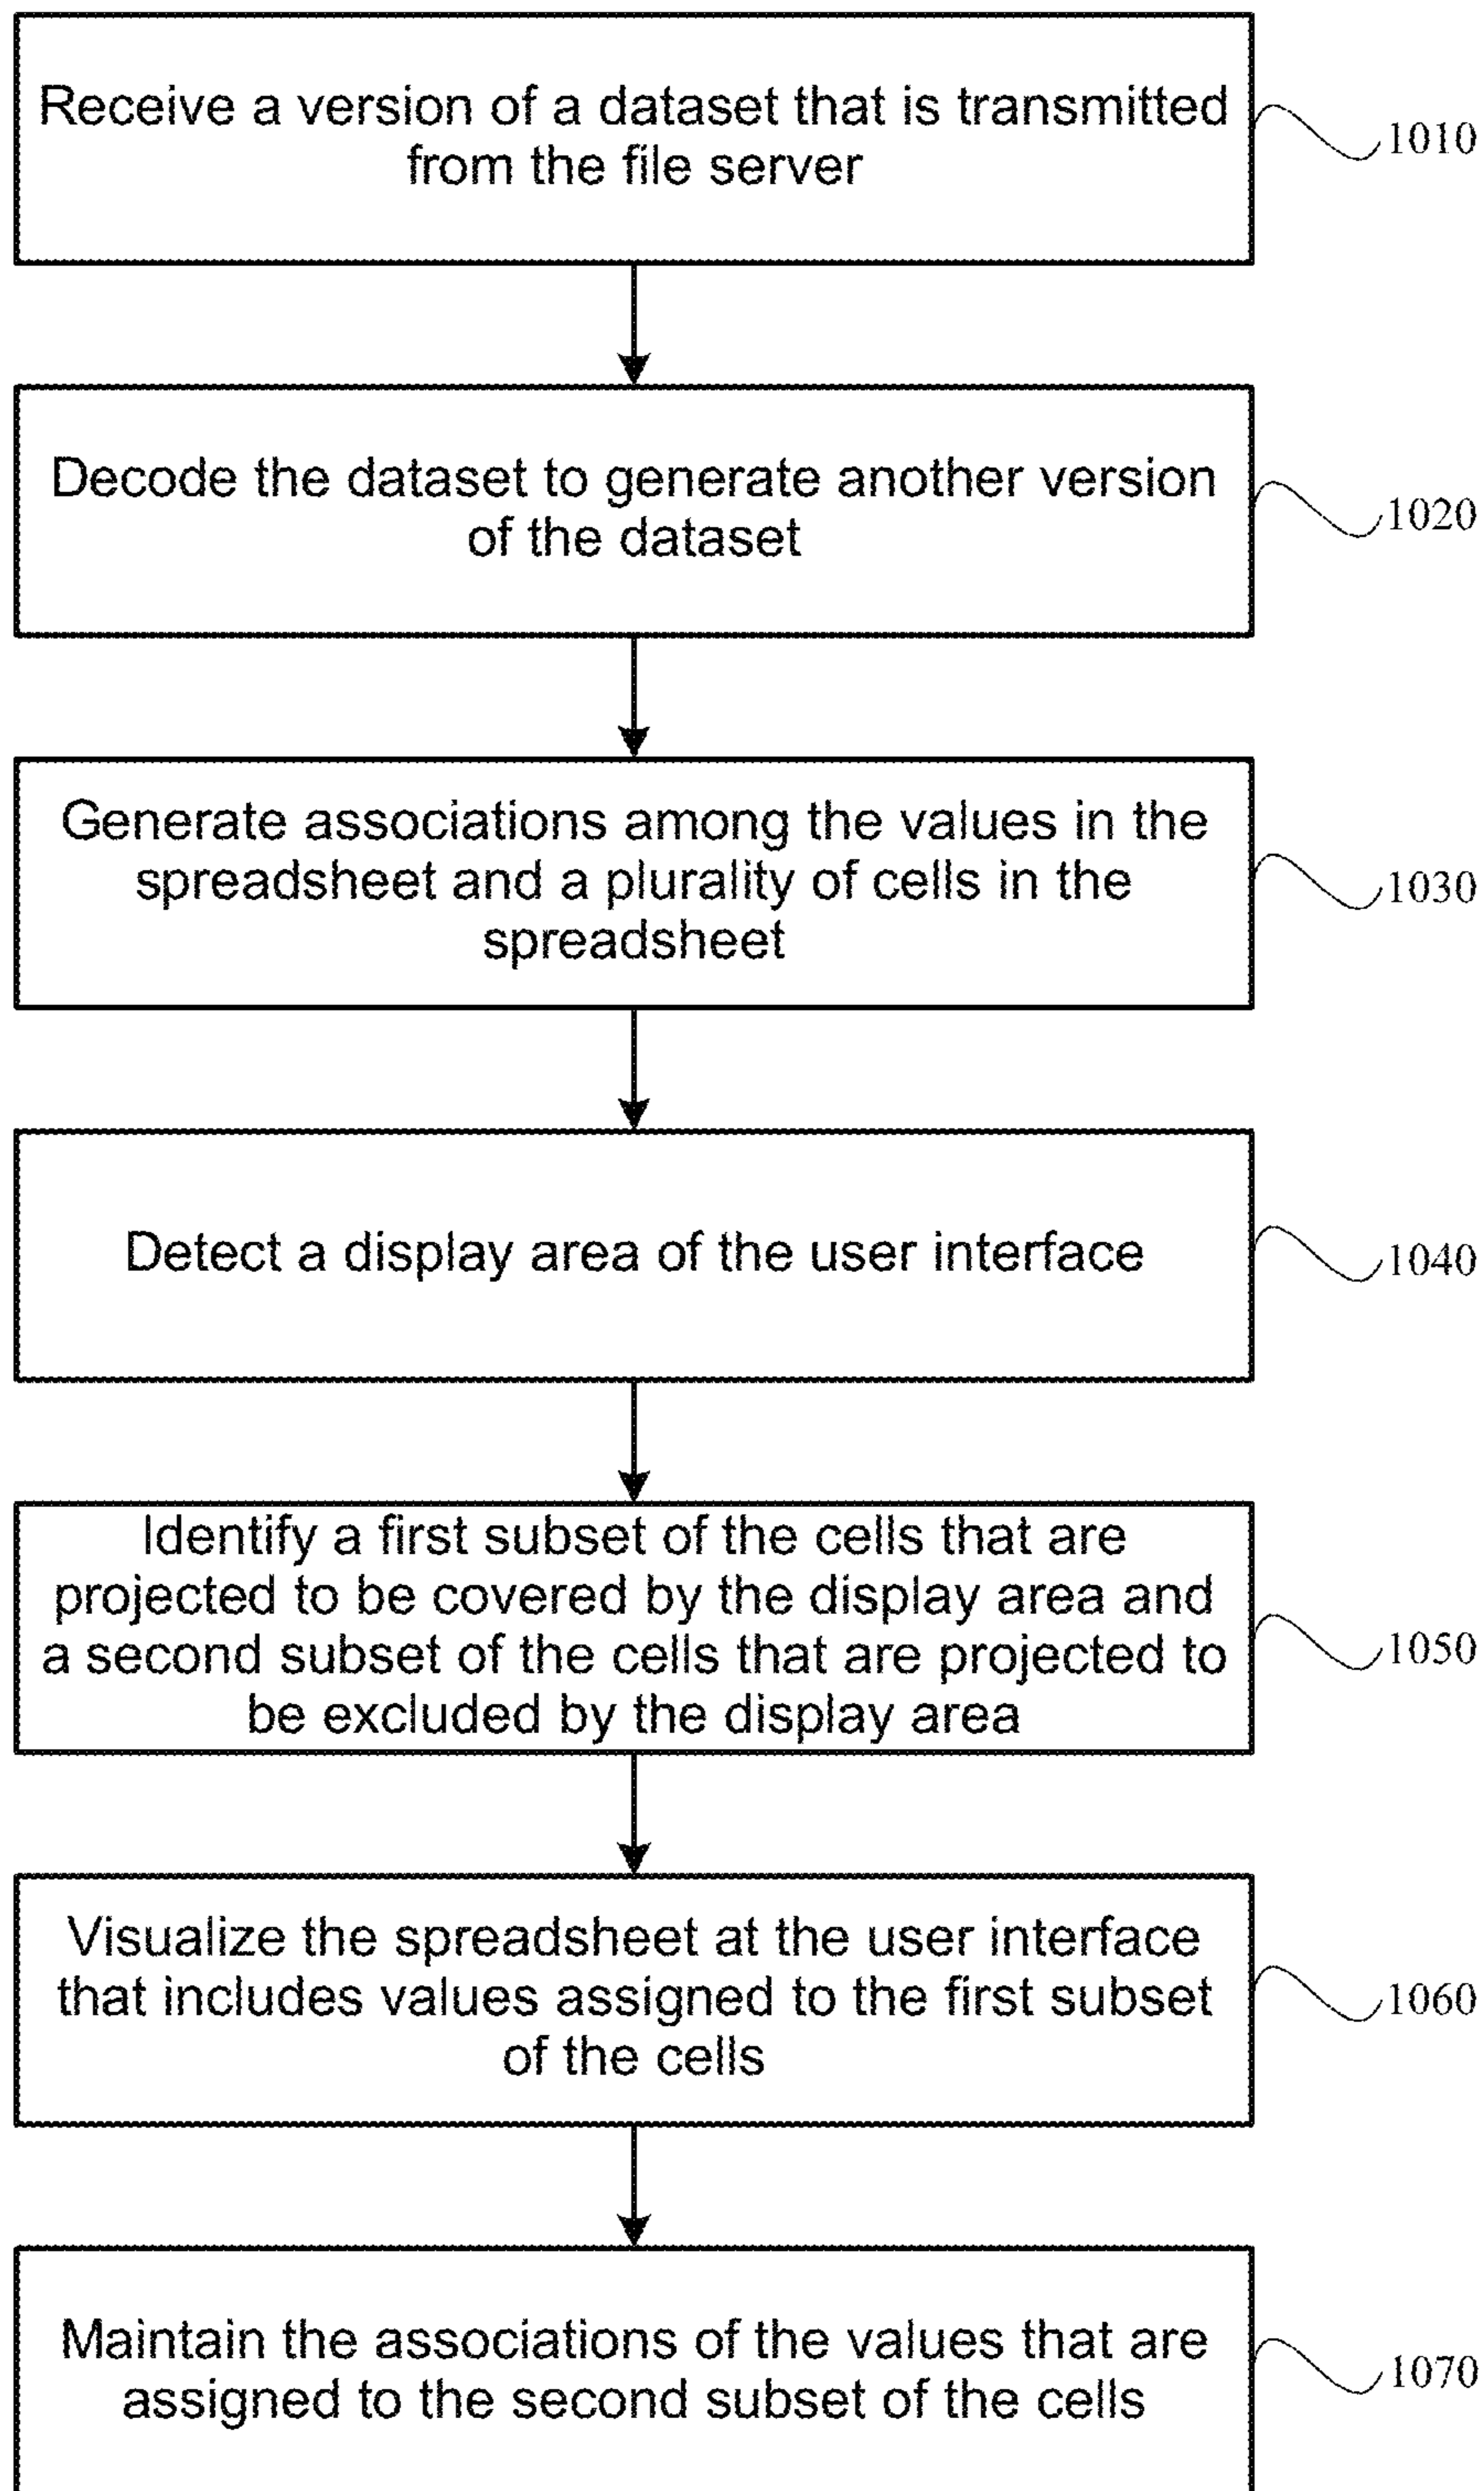 Receive a version of a dataset that is transmitted
from the file server
1010
Decode the dataset to generate another version
of the dataset
1020
Generate associations among the values in the
spreadsheet and a plurality of cells in the
spreadsheet
1030
Detect a display area of the user interface
1040
Identify a first subset of the cells that are
projected to be covered by the display area and
a second subset of the cells that are projected to
be excluded by the display area
1050
Visualize the spreadsheet at the user interface
that includes values assigned to the first subset
of the cells
1060
Maintain the associations of the values that are
assigned to the second subset of the cells
1070